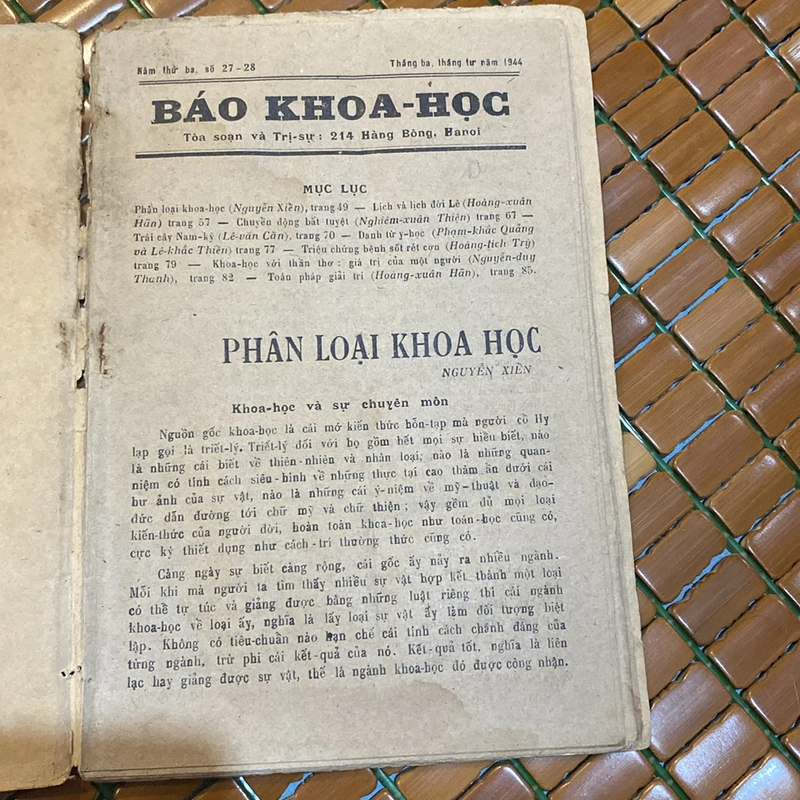 Năm thứ ba, số 27-28
Tháng ba, tháng tư năm 1944
BÁO KHOA-HỌC
Tòa soạn và Trị-sự : 214 Hàng Bông, Hanoi
MỤC LỤC
Phận loại khoa-học (Nguyễn Xiển), trang 49 — Lịch và lịch đời Lê (Hoàng-xuân
Hãn) trang 57 — Chuyển động bất tuyệt (Nghiêm-xuân Thiện) trang 67 —
Trái cây Nam-kỳ (Lê-văn Căn), trang 70 — Danh từ y-học (Phạm-khắc Quảng
và Lê-khắc Thiền) trang 77 — Triệu chứng bệnh sốt rét cơn (Hoàng-tích Trý)
trang 79 — Khoa-học với thần thơ : giá trị của một người (Nguyễn-duy
Thanh), trang 82 — Toán pháp giải trí (Hoàng-xuân Hãn), trang 85.
PHÂN LOẠI KHOA HỌC
NGUYỄN XIỂN
Khoa-học và sự chuyên môn
Nguồn gốc khoa-học là cái mớ kiến thức hỗn-tạp mà người cồ Hy
lạp gọi là triết-lý. Triết-lý đối với họ gồm hết mọi sự hiểu biết, nào
là những cái biết về thiên-nhiên và nhân loại; nào là những quan-
niệm có tính cách siêu-hình về những thực tại cao thâm ẩn dưới cái
hư ảnh của sự vật, nào là những cái ý-niệm về mỹ-thuật và đạo-
đức dẫn đường tới chữ mỹ và chữ thiện ; vậy gồm đủ mọi loại
kiến-thức của người đời, hoàn toàn khoa-học như toán-học cũng có,
cực kỳ thiết dụng như cách-trí thường thức cũng có.
Càng ngày sự biết càng rộng, cái gốc ấy nảy ra nhiều ngành.
Mỗi khi mà người ta tìm thấy nhiều sự vật hợp kết thành một loại
có thể tự túc và giảng được bằng những luật riêng thì cái ngành
khoa-học về loại ấy, nghĩa là lấy loại sự vật ấy làm đối tượng biệt
lập. Không có tiêu-chuẩn nào hạn chế cái tính cách chánh đáng của
từng ngành, trừ phi cái kết-quả của nó. Kết-quả tốt, nghĩa là liên
lạc hay giảng được sự vật, thế là ngành khoa-học đó được công nhận.